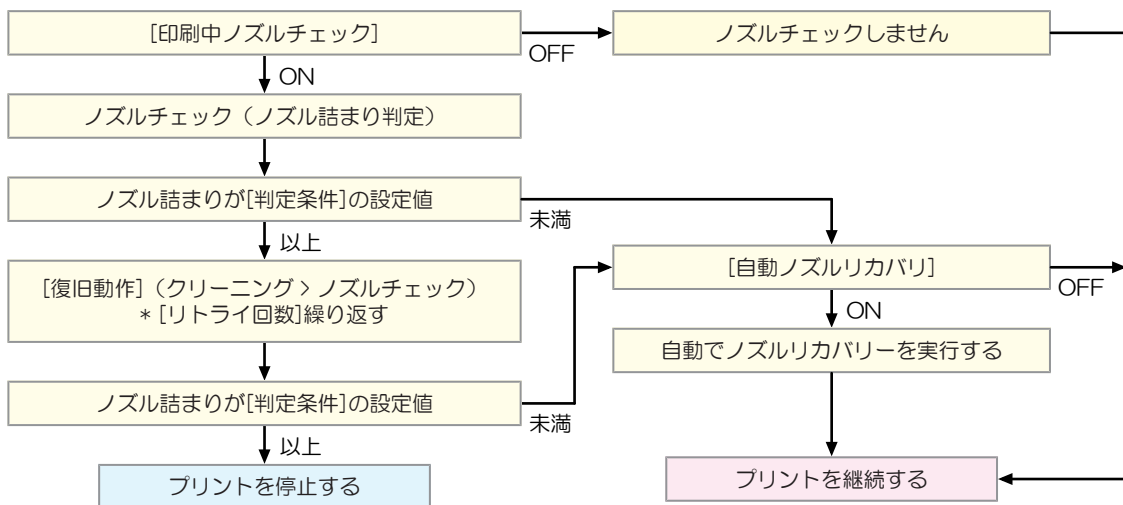 [印刷中ノズルチェック]
OFF
ノズルチェックしません
ON
ノズルチェック（ノズル詰まり判定）
ノズル詰まりが[判定条件]の設定値
未満
以上
[復旧動作]（クリーニング > ノズルチェック）
* [リトライ回数]繰り返す
[自動ノズルリカバリ]
OFF
ON
自動でノズルリカバリーを実行する
ノズル詰まりが[判定条件]の設定値
未満
以上
プリントを停止する
プリントを継続する